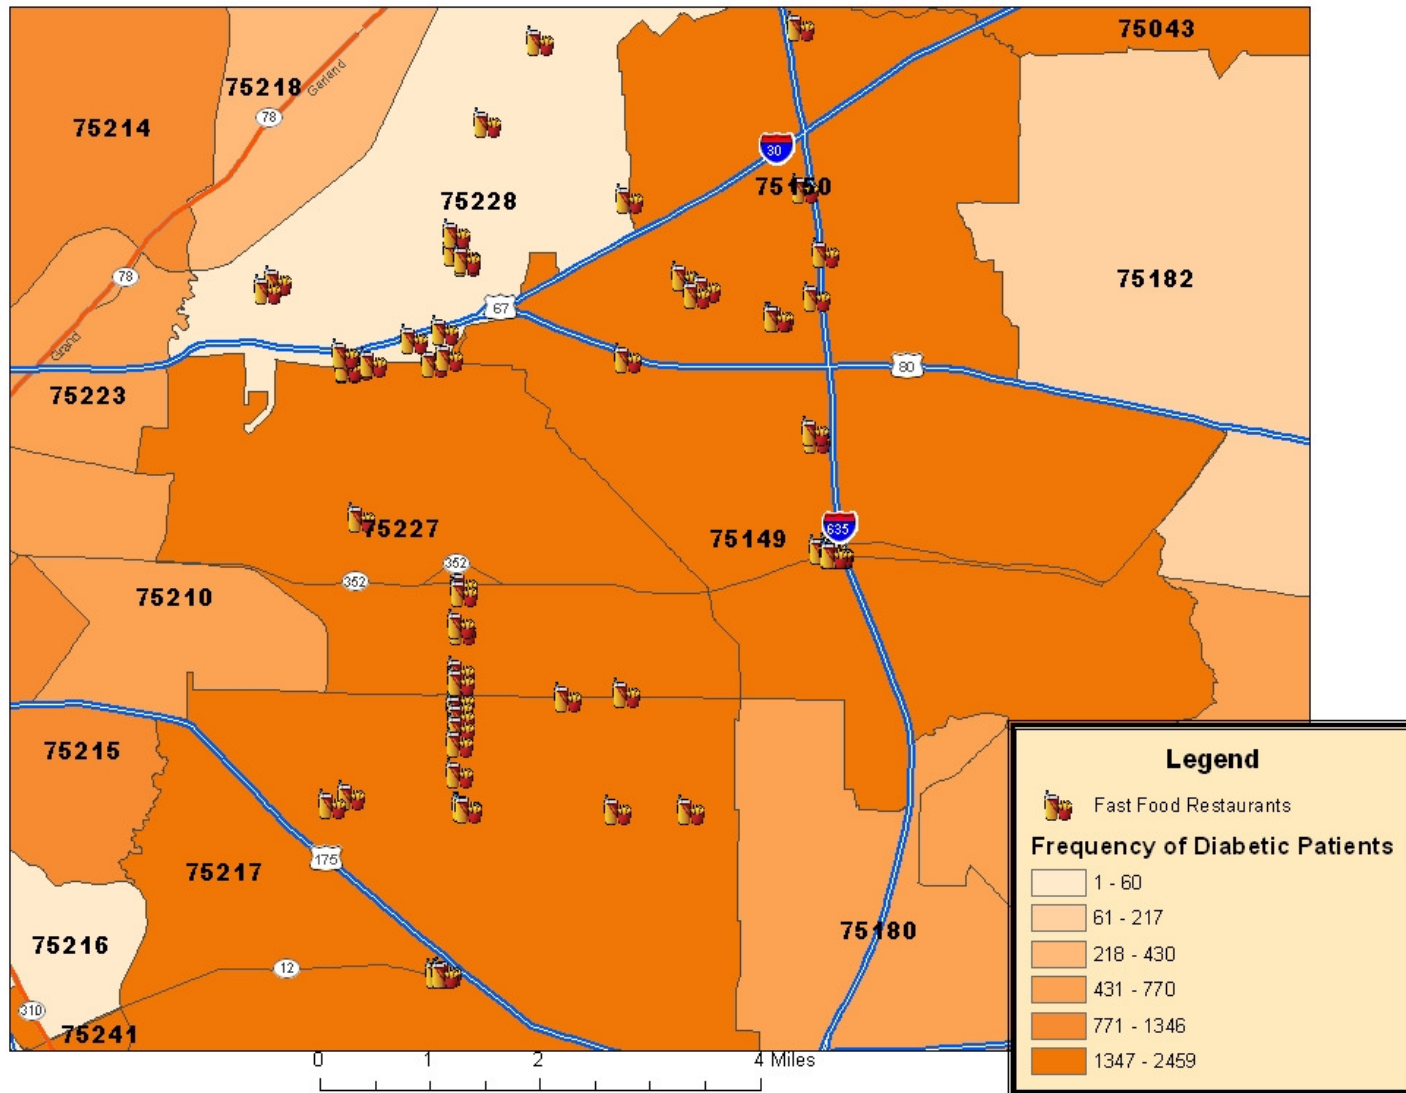 75043
75218
Garland
78
75214
30
75150
75228
75182
78
67
Grand
80
75223
635
75227
75149
352
352
75210
75215
Legend
Fast Food Restaurants
Frequency of Diabetic Patients
1 - 60
61 - 217
218 - 430
431 - 770
771 - 1346
1347 - 2459
175
75217
75180
75216
12
310
75241
0 1 2 4 Miles